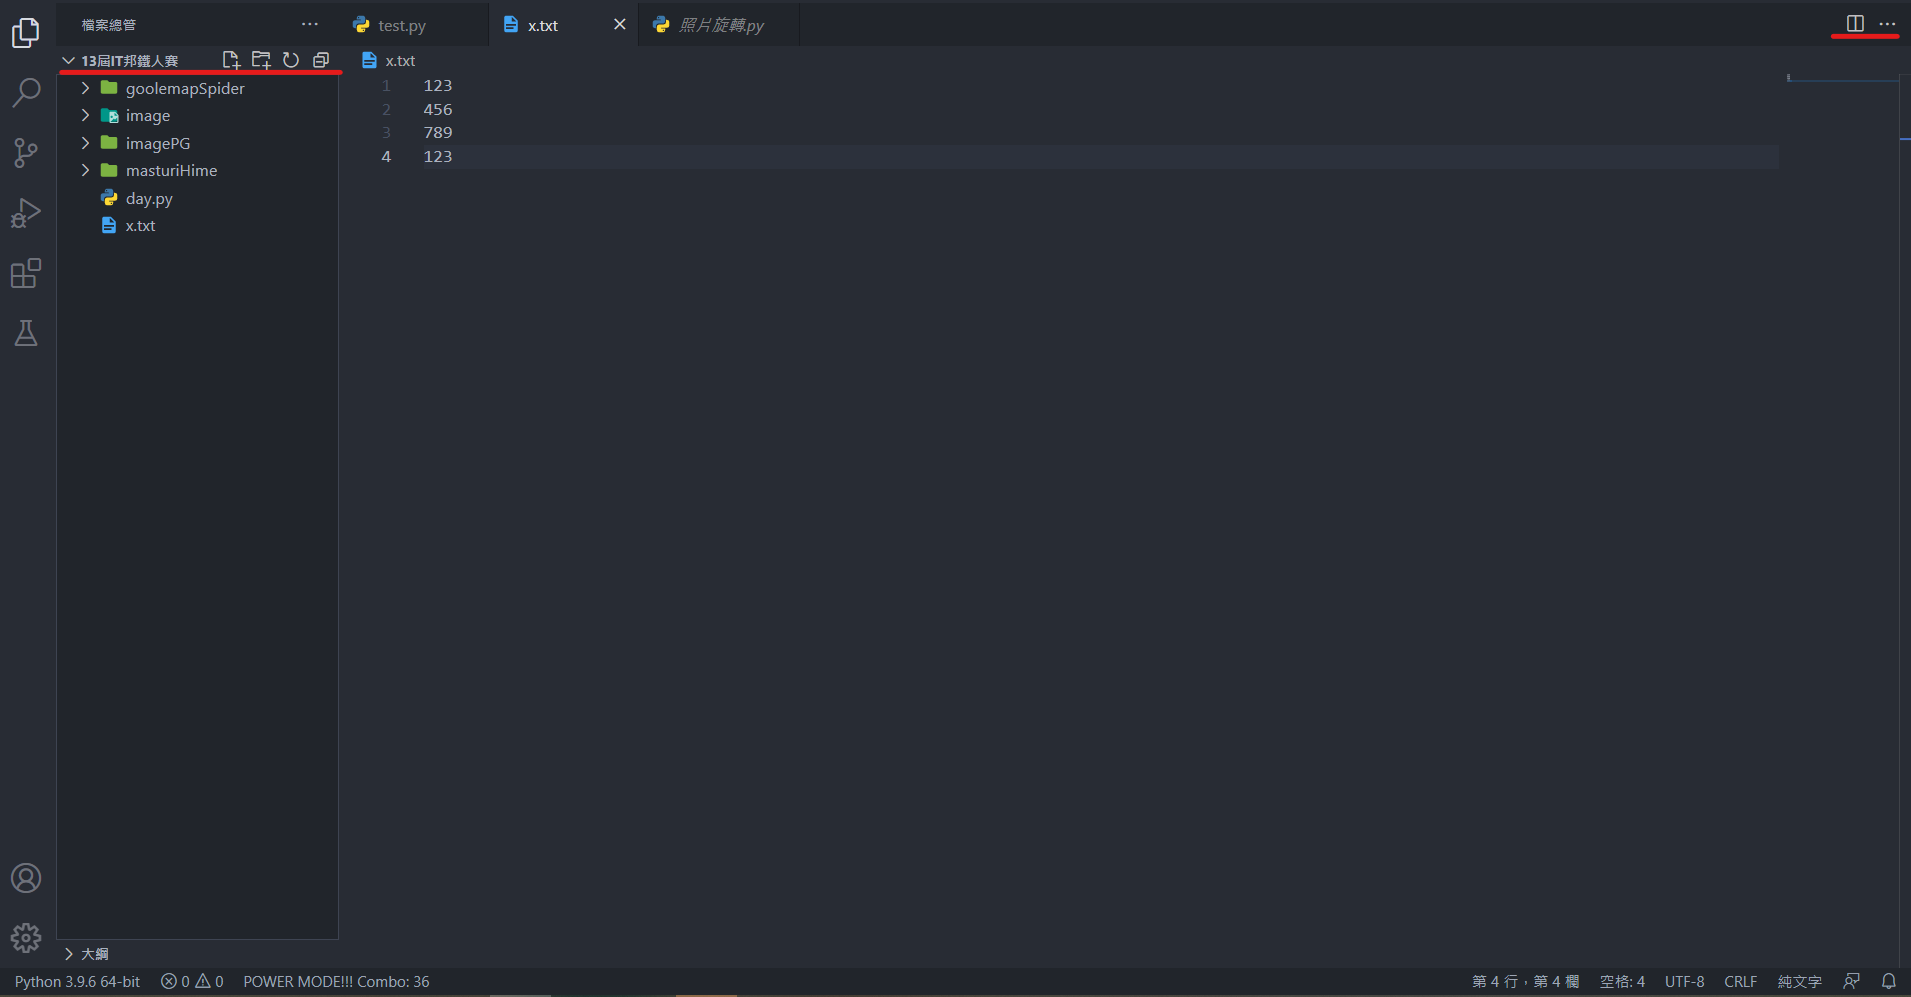 檔案總管
test.py
x.txt
照片旋轉.py
13屆IT邦鐵人賽
x.txt
goolemapSpider
image
imagePG
masturiHime
day.py
x.txt
1 123
2 456
3 789
4 123
大綱
Python 3.9.6 64-bit 0 0 POWER MODE!!! Combo: 36 第 4 行，第 4 欄 空格: 4 UTF-8 CRLF 純文字